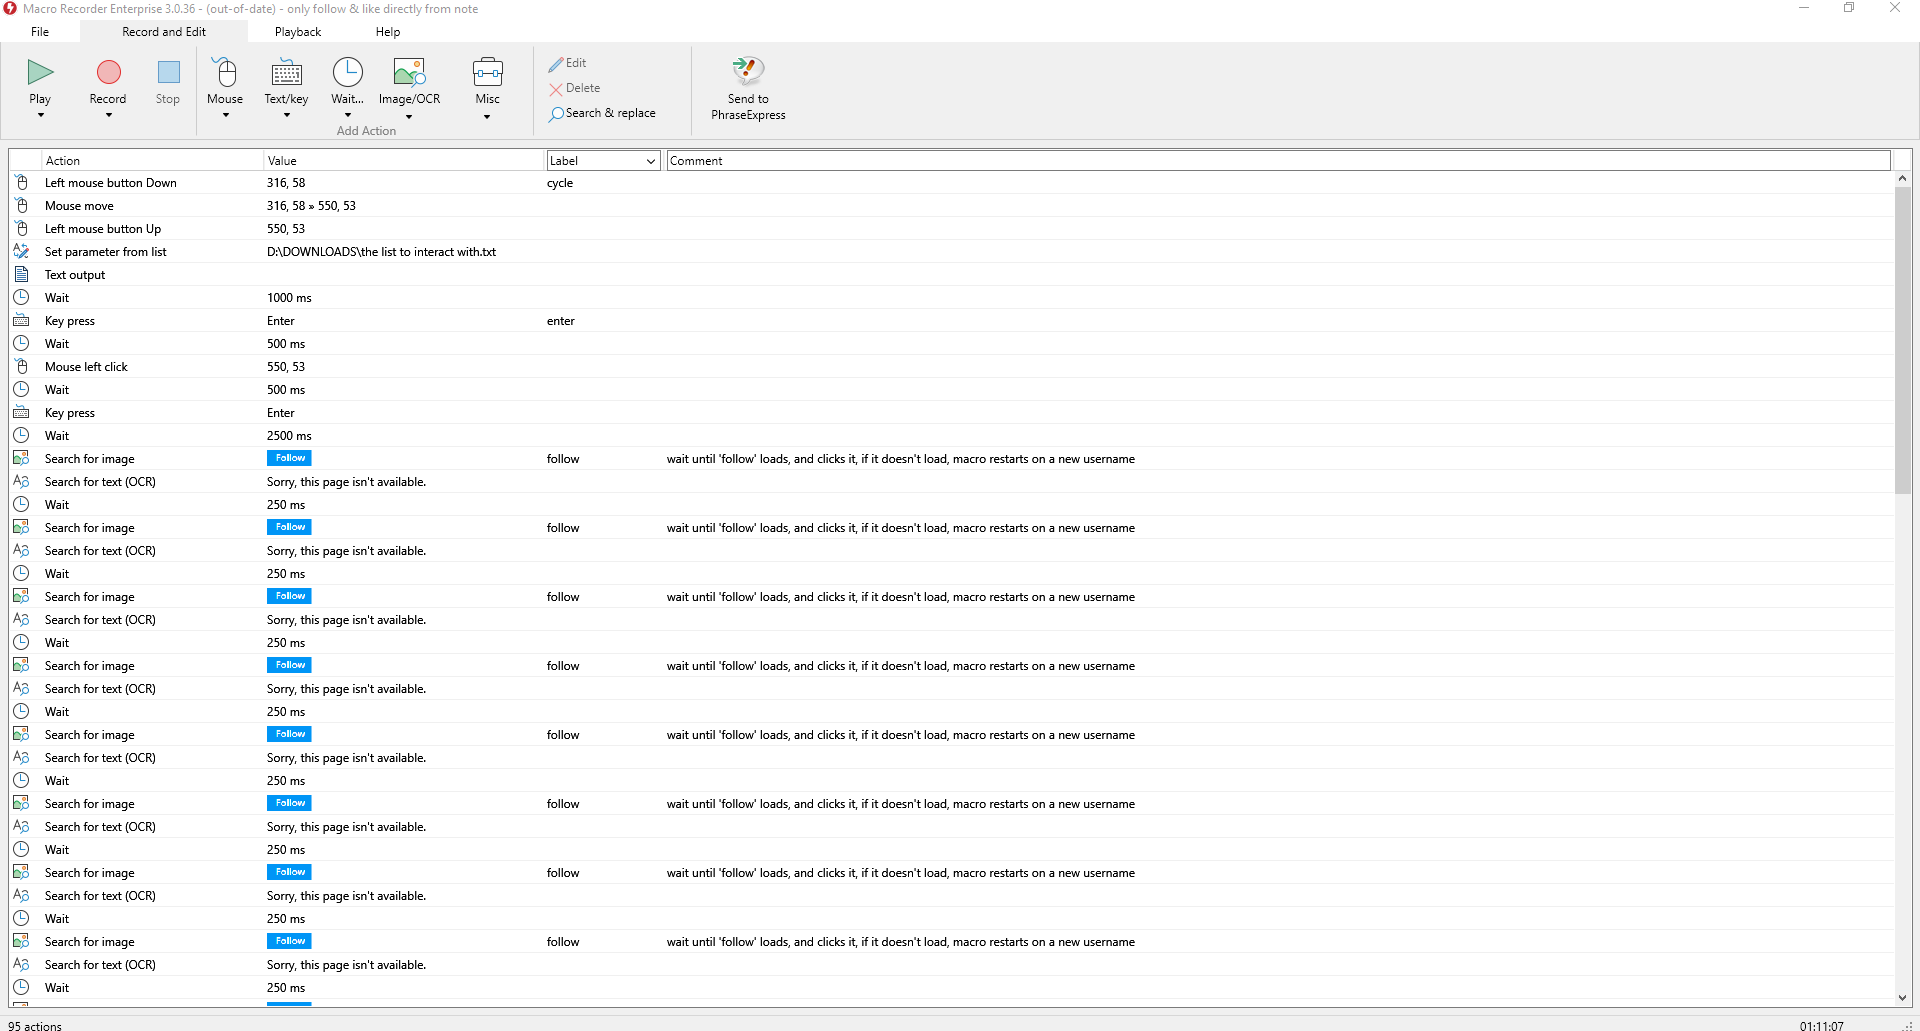 Macro Recorder Enterprise 3.0.36 - (out-of-date) - only follow & like directly from note
File Record and Edit Playback Help
Play Record Stop Mouse Text/key Wait... Image/OCR Misc
Add Action
Edit
Delete
Search & replace
Send to
PhraseExpress
Action Value Label Comment
Left mouse button Down 316, 58 cycle
Mouse move 316, 58 » 550, 53
Left mouse button Up 550, 53
Set parameter from list D:\DOWNLOADS\the list to interact with.txt
Text output
Wait 1000 ms
Key press Enter enter
Wait 500 ms
Mouse left click 550, 53
Wait 500 ms
Key press Enter
Wait 2500 ms
Search for image Follow follow wait until 'follow' loads, and clicks it, if it doesn't load, macro restarts on a new username
Search for text (OCR) Sorry, this page isn't available.
Wait 250 ms
Search for image Follow follow wait until 'follow' loads, and clicks it, if it doesn't load, macro restarts on a new username
Search for text (OCR) Sorry, this page isn't available.
Wait 250 ms
Search for image Follow follow wait until 'follow' loads, and clicks it, if it doesn't load, macro restarts on a new username
Search for text (OCR) Sorry, this page isn't available.
Wait 250 ms
Search for image Follow follow wait until 'follow' loads, and clicks it, if it doesn't load, macro restarts on a new username
Search for text (OCR) Sorry, this page isn't available.
Wait 250 ms
Search for image Follow follow wait until 'follow' loads, and clicks it, if it doesn't load, macro restarts on a new username
Search for text (OCR) Sorry, this page isn't available.
Wait 250 ms
Search for image Follow follow wait until 'follow' loads, and clicks it, if it doesn't load, macro restarts on a new username
Search for text (OCR) Sorry, this page isn't available.
Wait 250 ms
Search for image Follow follow wait until 'follow' loads, and clicks it, if it doesn't load, macro restarts on a new username
Search for text (OCR) Sorry, this page isn't available.
Wait 250 ms
Search for image Follow follow wait until 'follow' loads, and clicks it, if it doesn't load, macro restarts on a new username
Search for text (OCR) Sorry, this page isn't available.
Wait 250 ms
95 actions 01:11:07